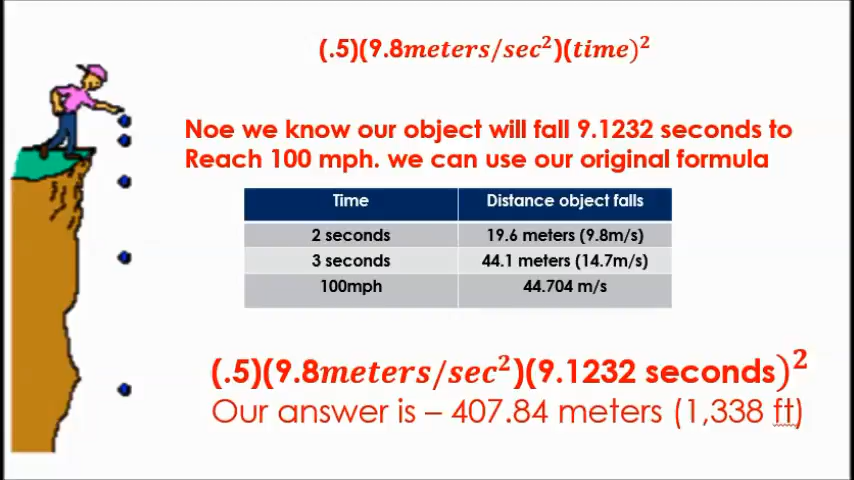 (.5)(9.8meters/sec²)(time)²
Noe we know our object will fall 9.1232 seconds to
Reach 100 mph. we can use our original formula
Time Distance object falls
2 seconds 19.6 meters (9.8m/s)
3 seconds 44.1 meters (14.7m/s)
100mph 44.704 m/s
(.5)(9.8meters/sec²)(9.1232 seconds)²
Our answer is – 407.84 meters (1,338 ft)